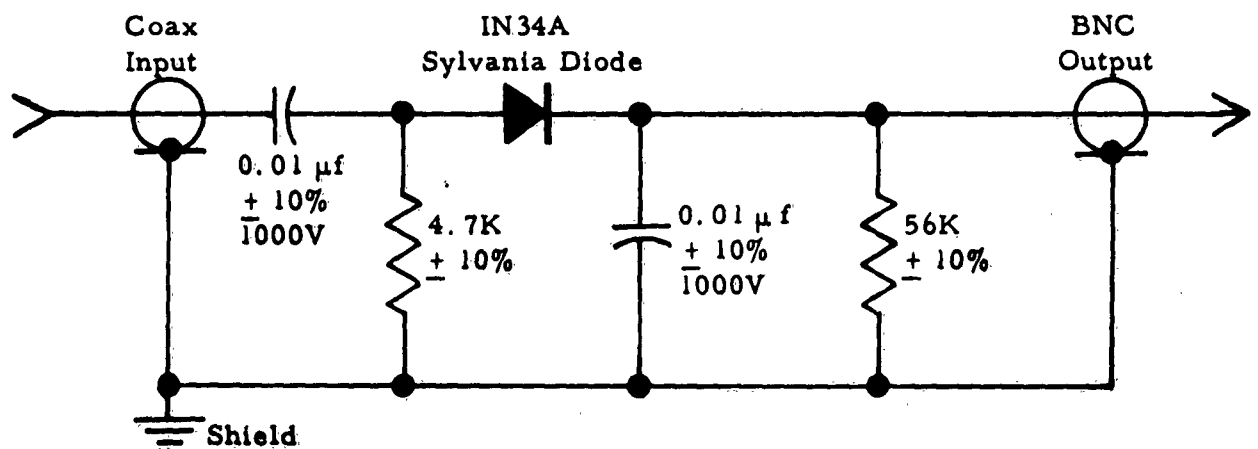 Coax
Input
IN34A
Sylvania Diode
BNC
Output
0.01 μf
± 10%
1000V
4.7K
± 10%
0.01 μf
± 10%
1000V
56K
± 10%
Shield